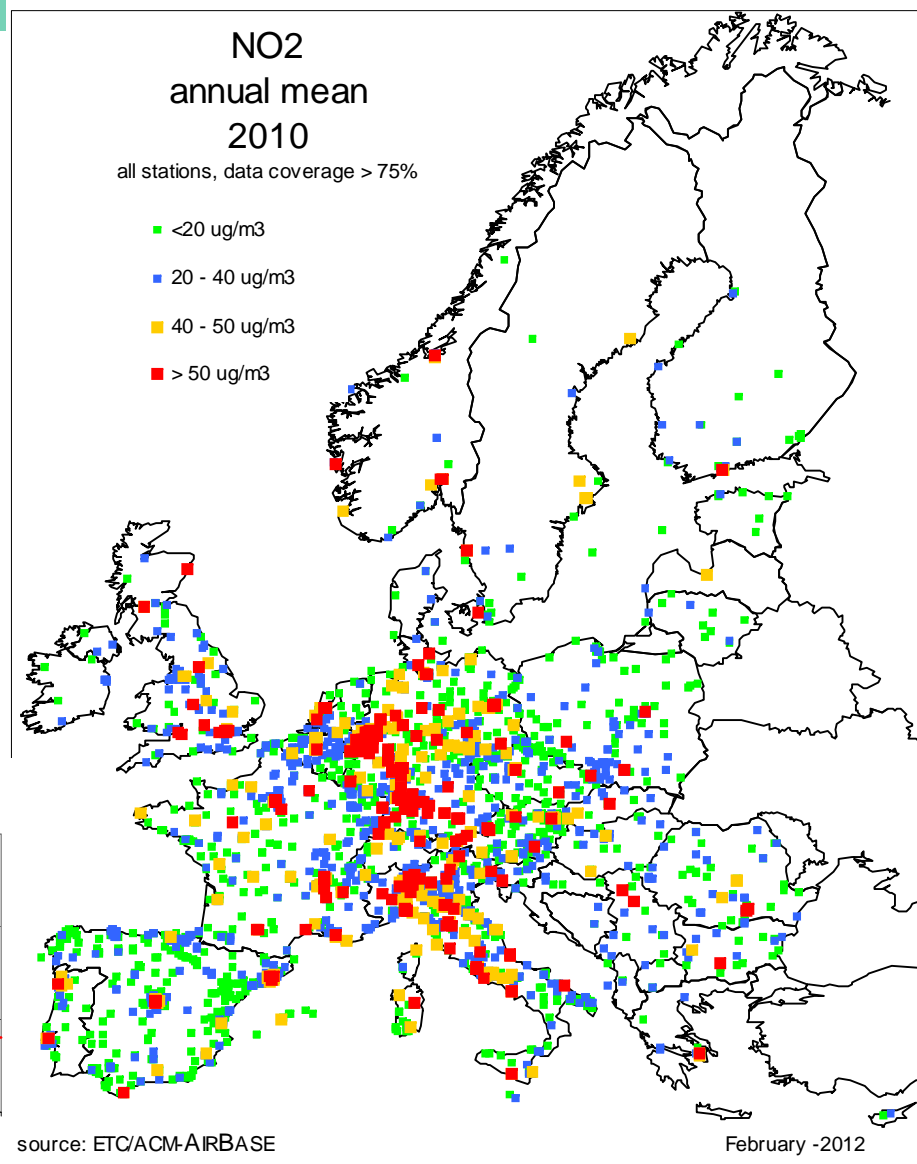 NO2
annual mean
2010
all stations, data coverage > 75%
<20 ug/m3
20 - 40 ug/m3
40 - 50 ug/m3
> 50 ug/m3
source: ETC/ACM-AIRBASE February -2012